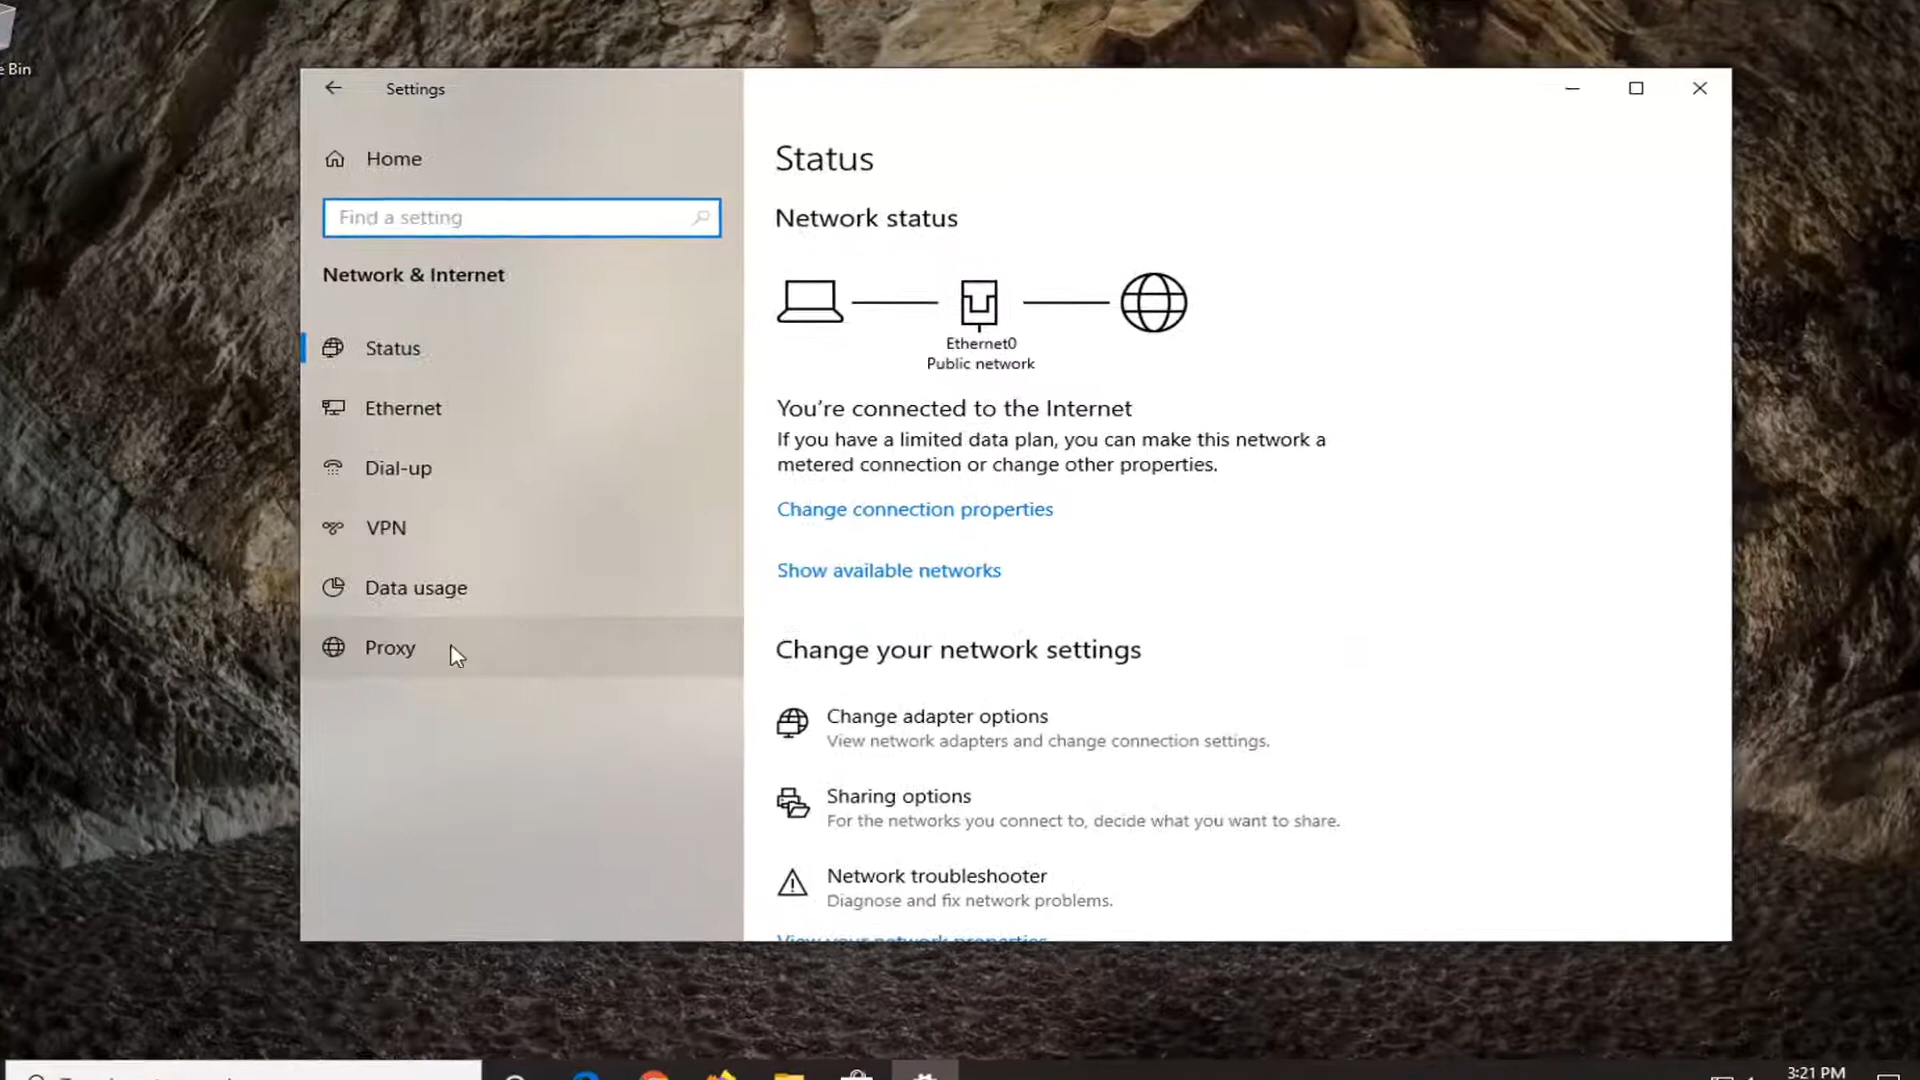 e Bin
Settings
Home
Find a setting
Network & Internet
Status
Ethernet
Dial-up
VPN
Data usage
Proxy
Status
Network status
Ethernet0
Public network
You're connected to the Internet
If you have a limited data plan, you can make this network a
metered connection or change other properties.
Change connection properties
Show available networks
Change your network settings
Change adapter options
View network adapters and change connection settings.
Sharing options
For the networks you connect to, decide what you want to share.
Network troubleshooter
Diagnose and fix network problems.
View your network properties
3:21 PM